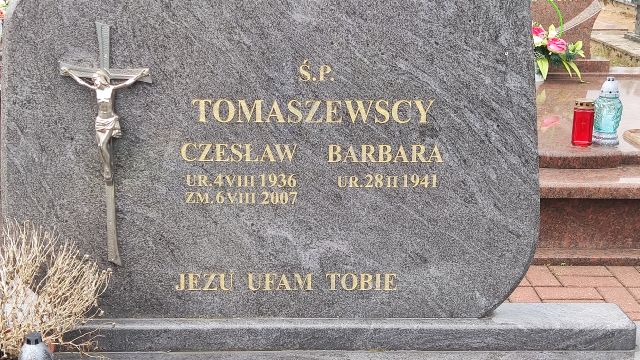 Ś.P.
TOMASZEWSCY
CZESŁAW BARBARA
UR.4 VIII 1936 UR.28 II 1941
ZM.6 VIII 2007
JEZU UFAM TOBIE